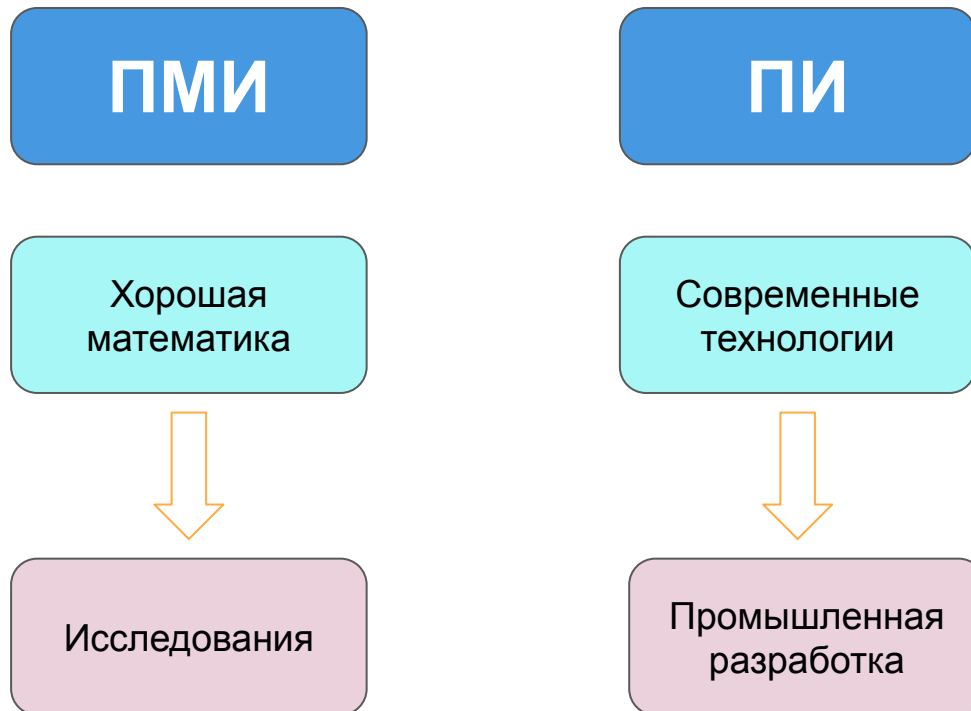 ПМИ
ПИ
Хорошая
математика
Современные
технологии
Исследования
Промышленная
разработка